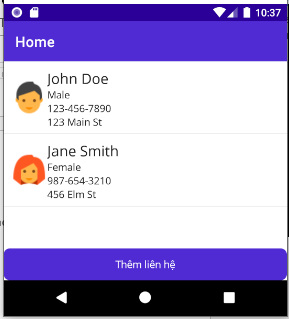 10:37
Home
John Doe
Male
123-456-7890
123 Main St
Jane Smith
Female
987-654-3210
456 Elm St
Thêm liên hệ